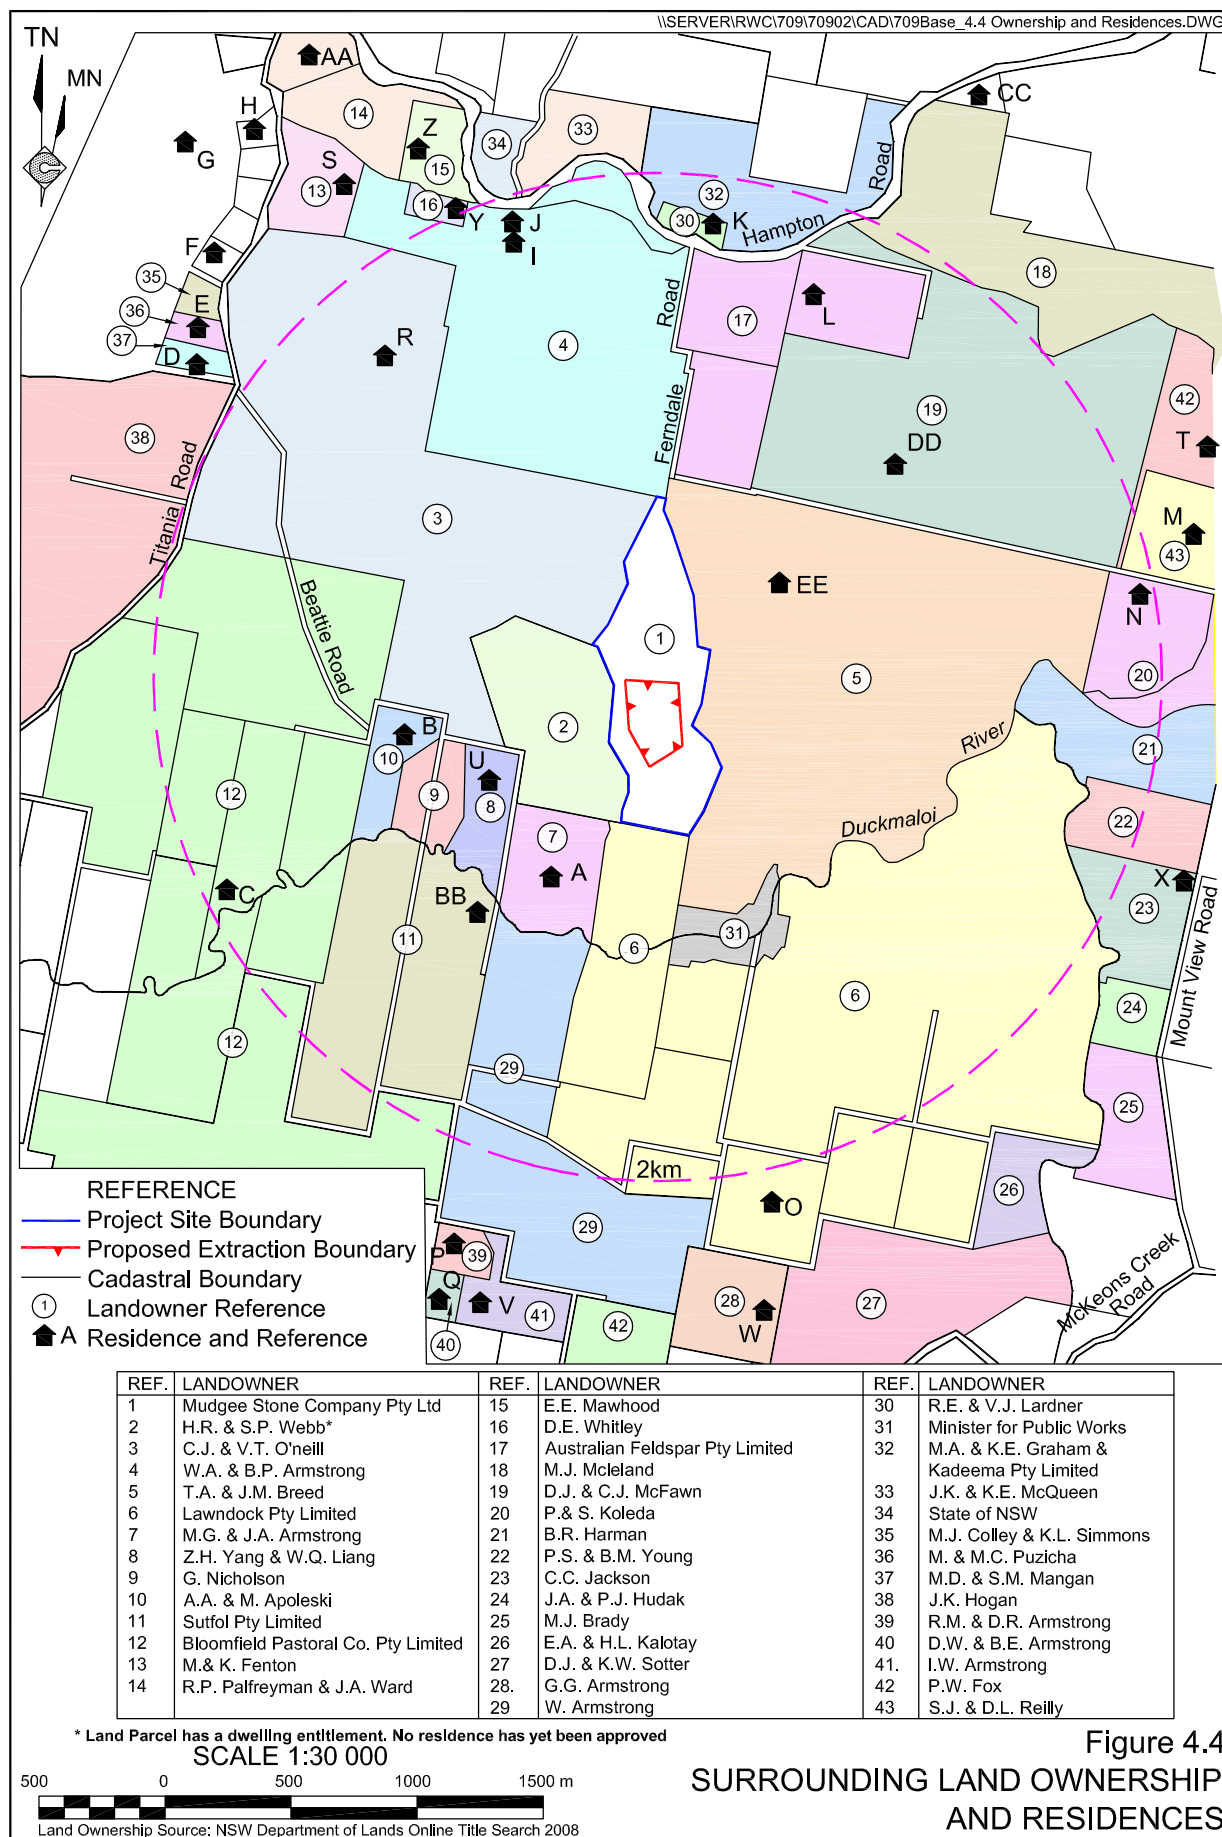 \\SERVER\RWC\709\70902\CAD\709Base_4.4 Ownership and Residences.DWG
TN
MN
AA
CC
H
G
Z
S
14
33
34
15
13
16
Y
J
I
32
30
K
Hampton
Road
18
F
35
E
36
37
D
R
4
Road
Ferndale
17
L
19
DD
42
T
38
Titania Road
3
Beattie Road
M
43
EE
N
1
5
20
2
River
21
B
10
U
9
8
12
7
A
Duckmaloi
22
X
C
BB
11
6
31
23
Mount View Road
6
24
12
29
25
2km
26
O
29
P
39
Q
V
41
40
42
28
W
27
McKeons Creek
Road
REFERENCE
Project Site Boundary
Proposed Extraction Boundary
Cadastral Boundary
1 Landowner Reference
A Residence and Reference
REF. LANDOWNER
1 Mudgee Stone Company Pty Ltd
2 H.R. & S.P. Webb*
3 C.J. & V.T. O'neill
4 W.A. & B.P. Armstrong
5 T.A. & J.M. Breed
6 Lawndock Pty Limited
7 M.G. & J.A. Armstrong
8 Z.H. Yang & W.Q. Liang
9 G. Nicholson
10 A.A. & M. Apoleski
11 Sutfol Pty Limited
12 Bloomfield Pastoral Co. Pty Limited
13 M.& K. Fenton
14 R.P. Palfreyman & J.A. Ward
REF. LANDOWNER
15 E.E. Mawhood
16 D.E. Whitley
17 Australian Feldspar Pty Limited
18 M.J. Mcleland
19 D.J. & C.J. McFawn
20 P.& S. Koleda
21 B.R. Harman
22 P.S. & B.M. Young
23 C.C. Jackson
24 J.A. & P.J. Hudak
25 M.J. Brady
26 E.A. & H.L. Kalotay
27 D.J. & K.W. Sotter
28. G.G. Armstrong
29 W. Armstrong
REF. LANDOWNER
30 R.E. & V.J. Lardner
31 Minister for Public Works
32 M.A. & K.E. Graham &
Kadeema Pty Limited
33 J.K. & K.E. McQueen
34 State of NSW
35 M.J. Colley & K.L. Simmons
36 M. & M.C. Puzicha
37 M.D. & S.M. Mangan
38 J.K. Hogan
39 R.M. & D.R. Armstrong
40 D.W. & B.E. Armstrong
41. I.W. Armstrong
42 P.W. Fox
43 S.J. & D.L. Reilly
* Land Parcel has a dwelling entitlement. No residence has yet been approved
SCALE 1:30 000
500 0 500 1000 1500 m
Land Ownership Source: NSW Department of Lands Online Title Search 2008
Figure 4.4
SURROUNDING LAND OWNERSHIP
AND RESIDENCES